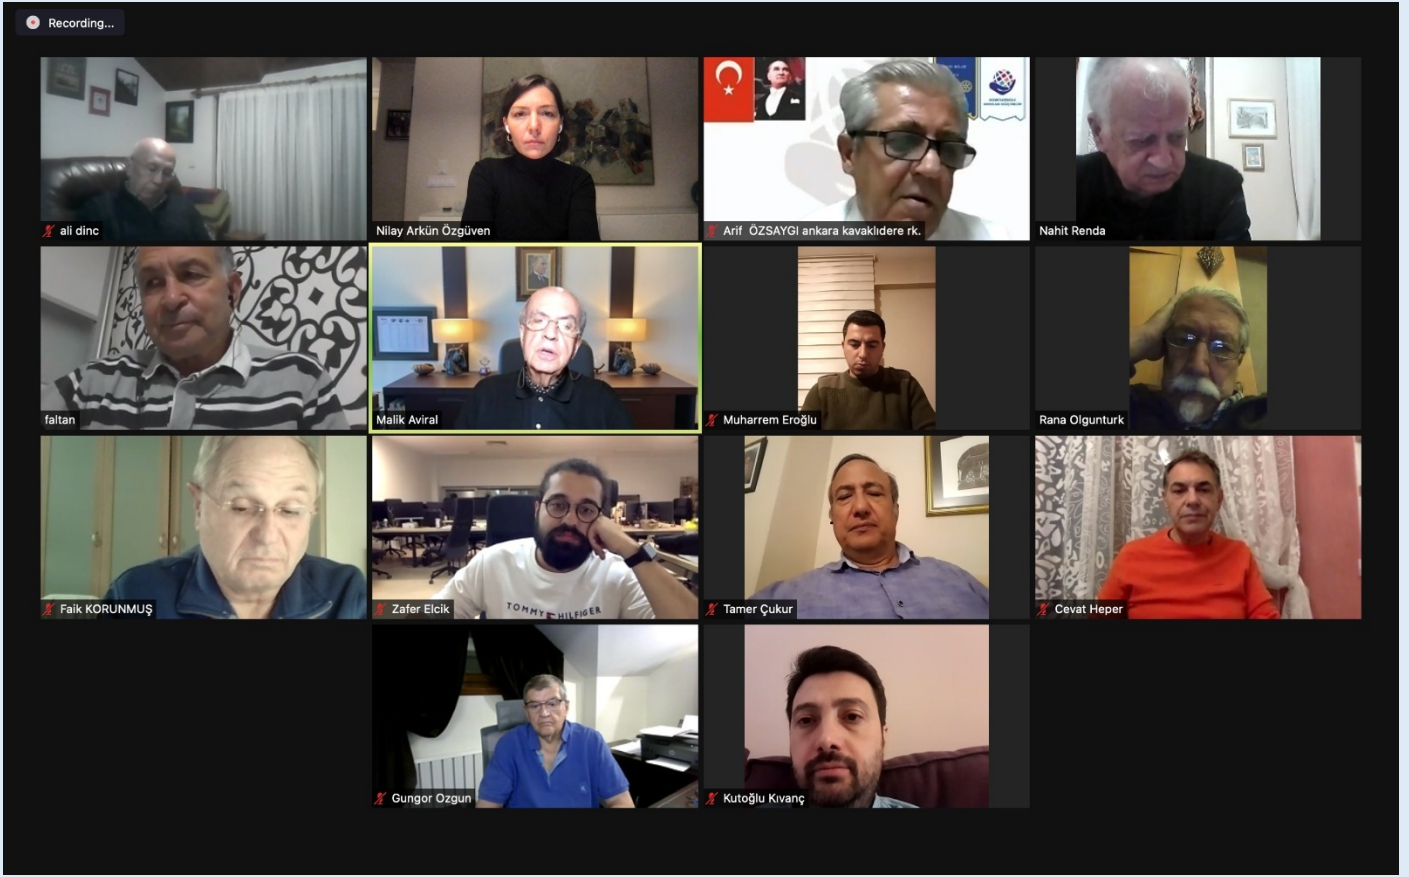 Recording...
ali dinc
Nilay Arkün Özgüven
Arif ÖZSAYGI ankara kavaklıdere rk.
Nahit Renda
faltan
Malik Aviral
Muharrem Eroğlu
Rana Olgunturk
Faik KORUNMUŞ
TOMMY HILFIGER
Zafer Elcik
Tamer Çukur
Cevat Heper
Gungor Ozgun
Kutoğlu Kıvanç